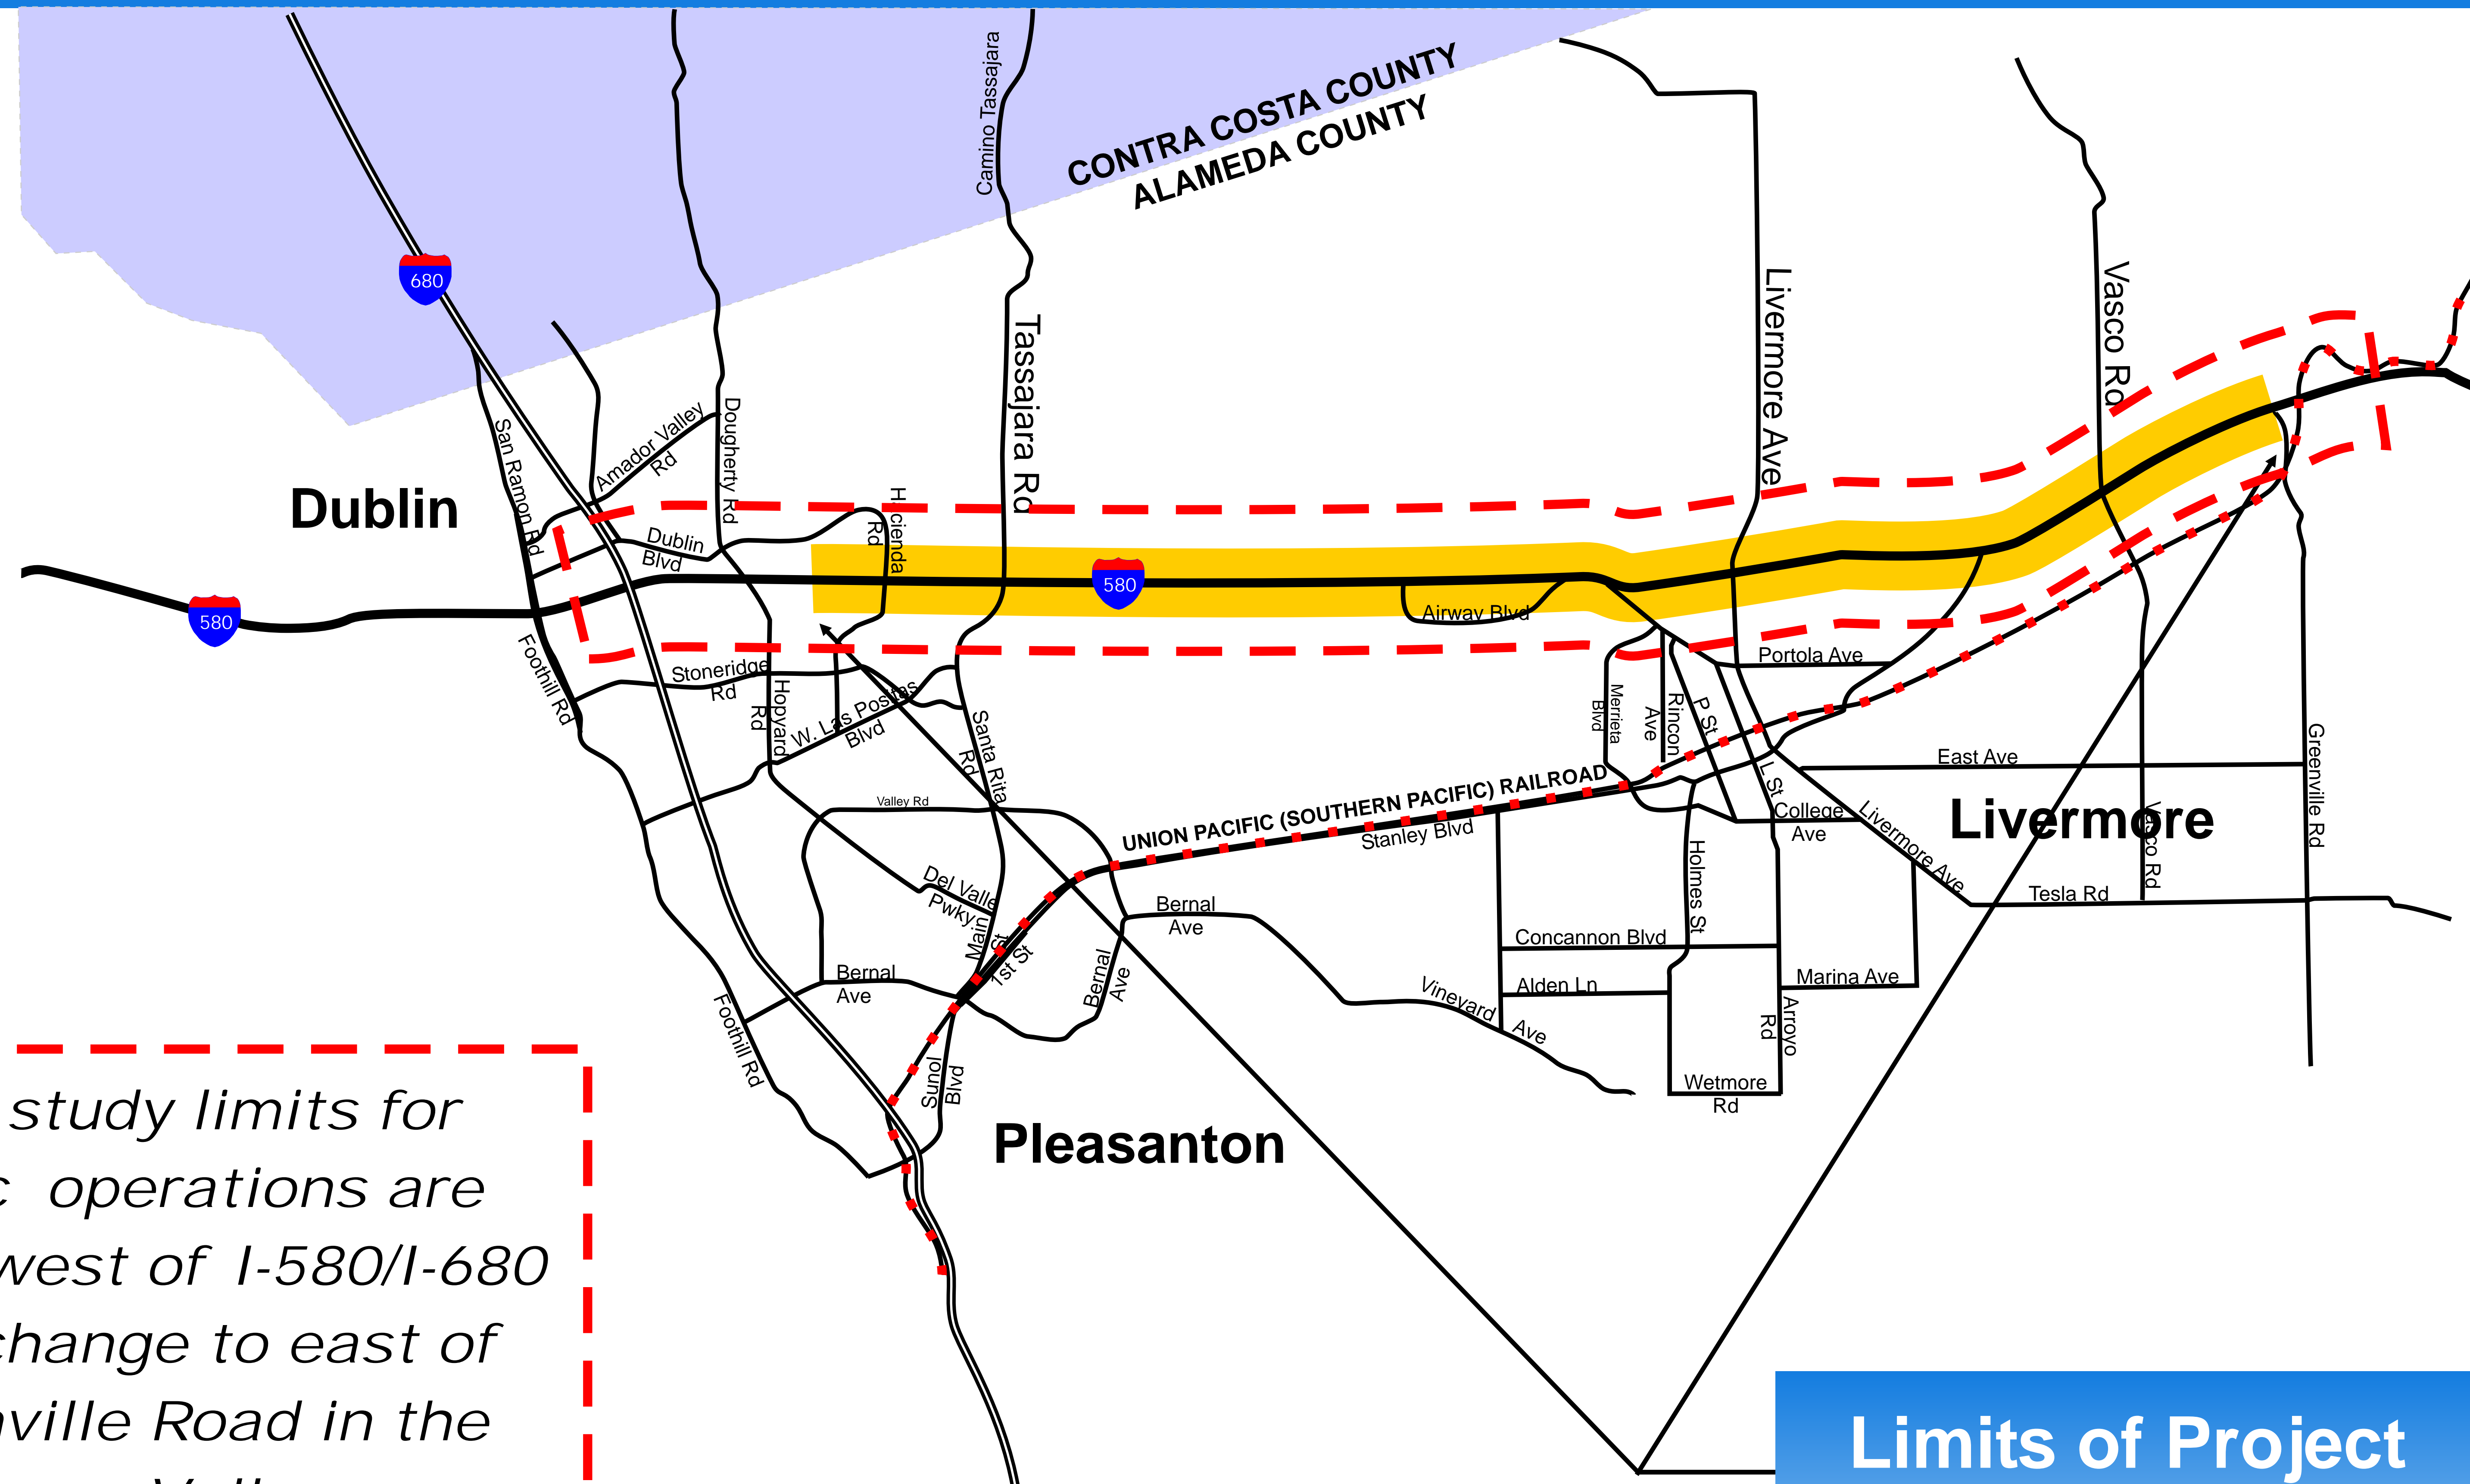 CONTRA COSTA COUNTY
ALAMEDA COUNTY
Camino Tassajara
680
Tassajara Rd
Livermore Ave
Vasco Rd
San Ramon Rd
Amador Valley
Rd
Dougherty Rd
Dublin
Dublin
Blvd
Hacienda
Rd
580
580
Airway Blvd
Foothill Rd
Stoneridge
Rd
Hopyard
Rd
W. Las Positas
Blvd
Santa Rita
Rd
Portola Ave
Merrieta
Blvd
Rincon
Ave
P St
L St
East Ave
Greenville Rd
Valley Rd
UNION PACIFIC (SOUTHERN PACIFIC) RAILROAD
Stanley Blvd
College
Ave
Livermore Ave
Livermore
Vasco Rd
Tesla Rd
Del Valle
Pwky
Main
St
1st St
Bernal
Ave
Holmes St
Concannon Blvd
Bernal
Ave
Bernal
Ave
Alden Ln
Marina Ave
Vineyard
Ave
Arroyo
Rd
Foothill Rd
Sunol
Blvd
Wetmore
Rd
Pleasanton
study limits for
c operations are
west of I-580/I-680
change to east of
ville Road in the
Limits of Project